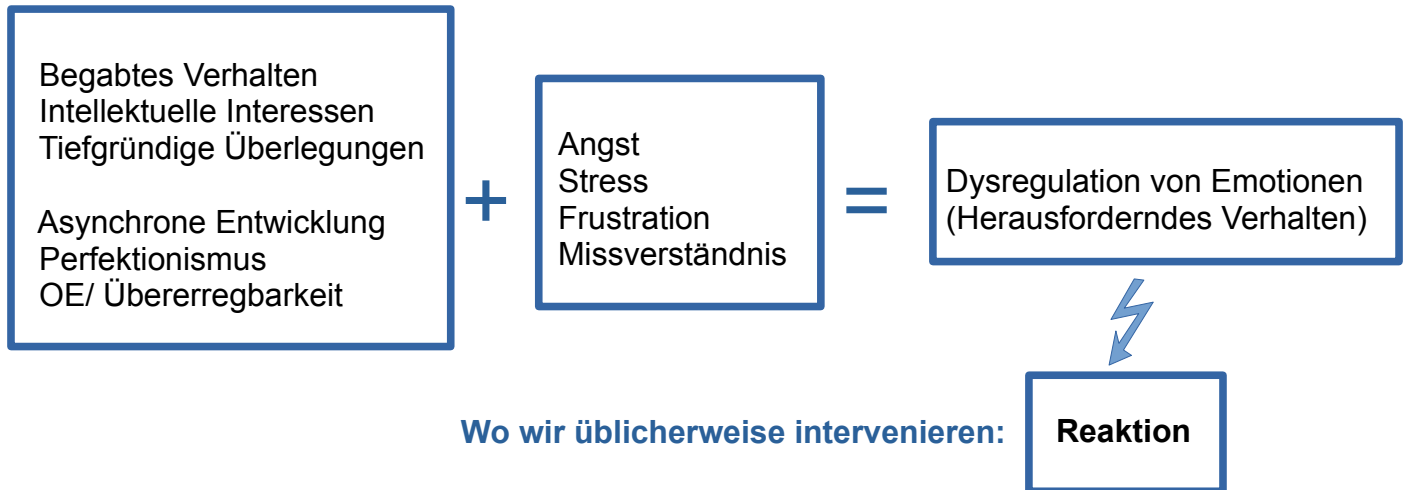 Begabtes Verhalten
Intellektuelle Interessen
Tiefgründige Überlegungen
Asynchrone Entwicklung
Perfektionismus
OE/ Übererregbarkeit
+
Angst
Stress
Frustration
Missverständnis
=
Dysregulation von Emotionen
(Herausforderndes Verhalten)
Wo wir üblicherweise intervenieren:
Reaktion